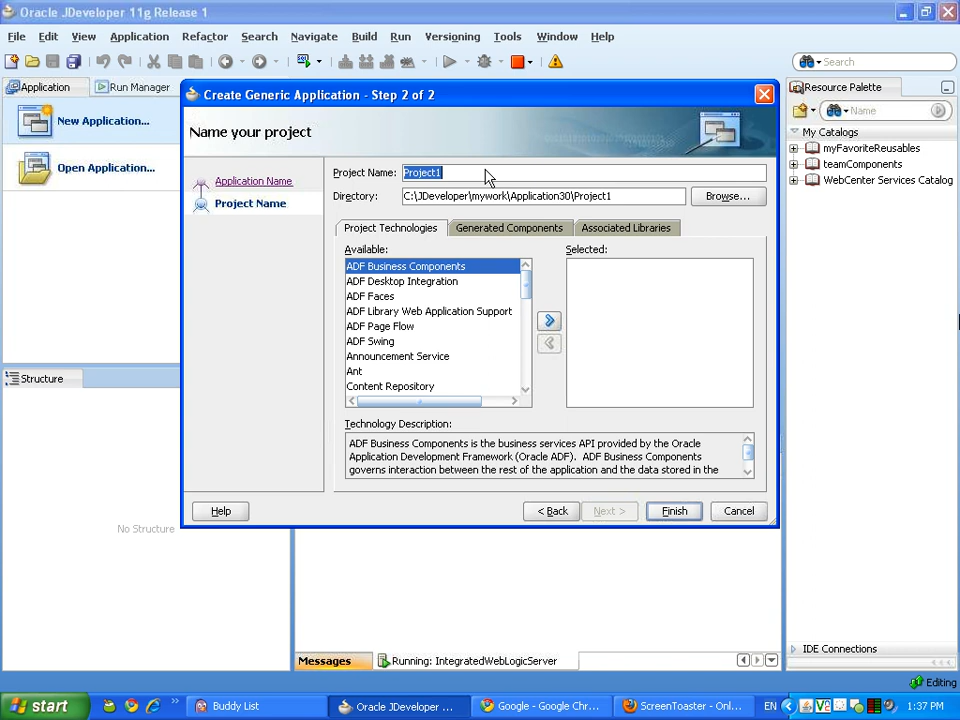 Oracle JDeveloper 11g Release 1
File Edit View Application Refactor Search Navigate Build Run Versioning Tools Window Help
Search
Application
Run Manager
Resource Palette
New Application...
Open Application...
Name
My Catalogs
myFavoriteReusables
teamComponents
WebCenter Services Catalog
Create Generic Application - Step 2 of 2
Name your project
Application Name
Project Name
Project Name: Project1
Directory: C:\JDeveloper\mywork\Application30\Project1 Browse...
Project Technologies Generated Components Associated Libraries
Available: Selected:
ADF Business Components
ADF Desktop Integration
ADF Faces
ADF Library Web Application Support
ADF Page Flow
ADF Swing
Announcement Service
Ant
Content Repository
Technology Description:
ADF Business Components is the business services API provided by the Oracle
Application Development Framework (Oracle ADF). ADF Business Components
governs interaction between the rest of the application and the data stored in the
Help < Back Next > Finish Cancel
Structure
No Structure
Messages Running: IntegratedWebLogicServer
IDE Connections
Editing
start Buddy List Oracle JDeveloper ... Google - Google Chr... ScreenToaster - Onl... EN 1:37 PM